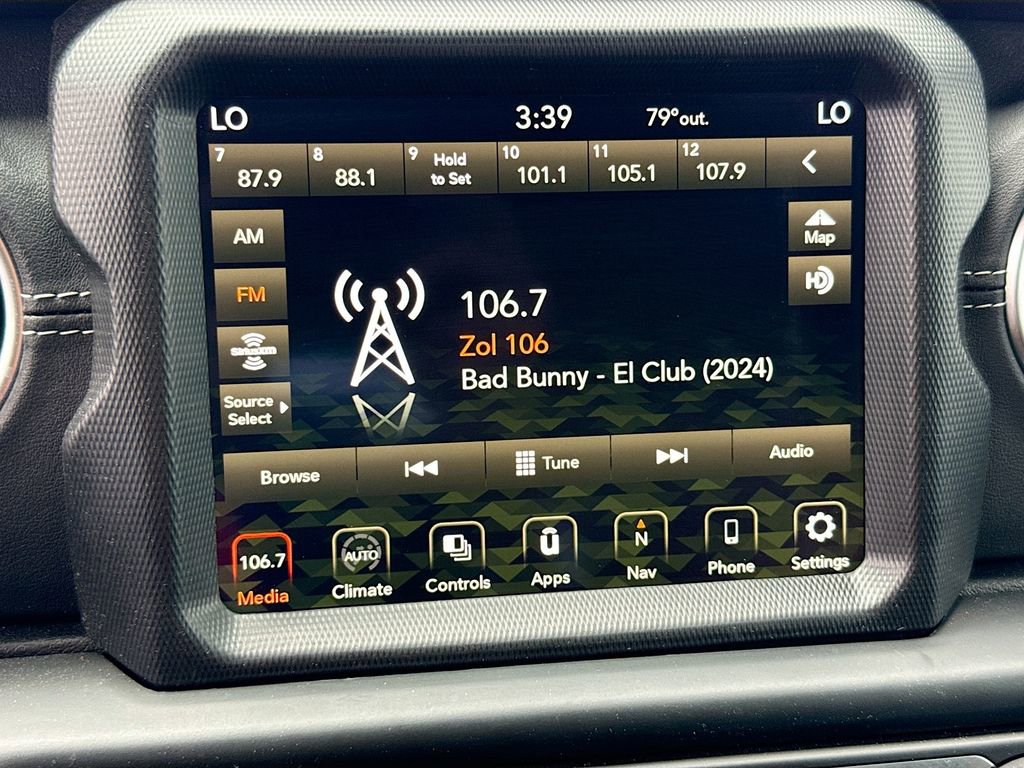 LO 3:39 79°out. LO
7 8 9 Hold 10 11 12
87.9 88.1 to Set 101.1 105.1 107.9
AM
Map
FM
HD
106.7
Zol 106
SiriusXM
Bad Bunny - El Club (2024)
Source
Select
Browse Tune Audio
106.7 AUTO N
Media Climate Controls Apps Nav Phone Settings